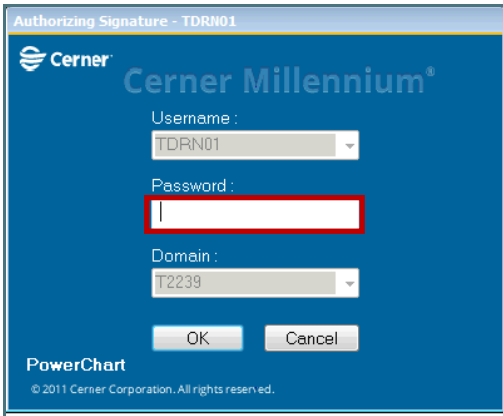 Authorizing Signature - TDRN01
Cerner
Cerner Millennium®
Username :
TDRN01
Password :
Domain :
T2239
OK Cancel
PowerChart
© 2011 Cerner Corporation. All rights reserved.